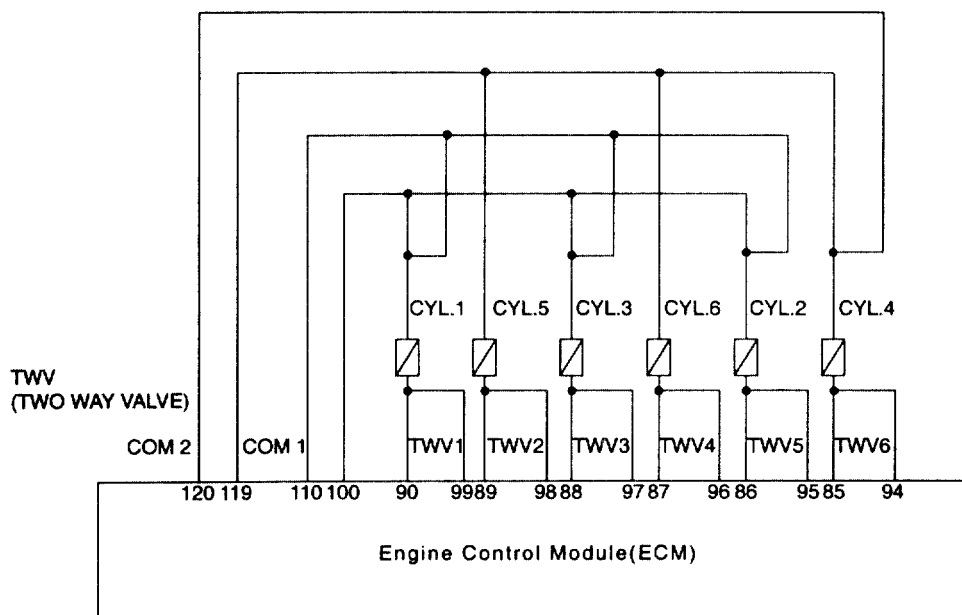 CYL.1 CYL.5 CYL.3 CYL.6 CYL.2 CYL.4
TWV
(TWO WAY VALVE)
COM 2 COM 1 TWV1 TWV2 TWV3 TWV4 TWV5 TWV6
120 119 110 100 90 99 89 98 88 97 87 96 86 95 85 94
Engine Control Module(ECM)